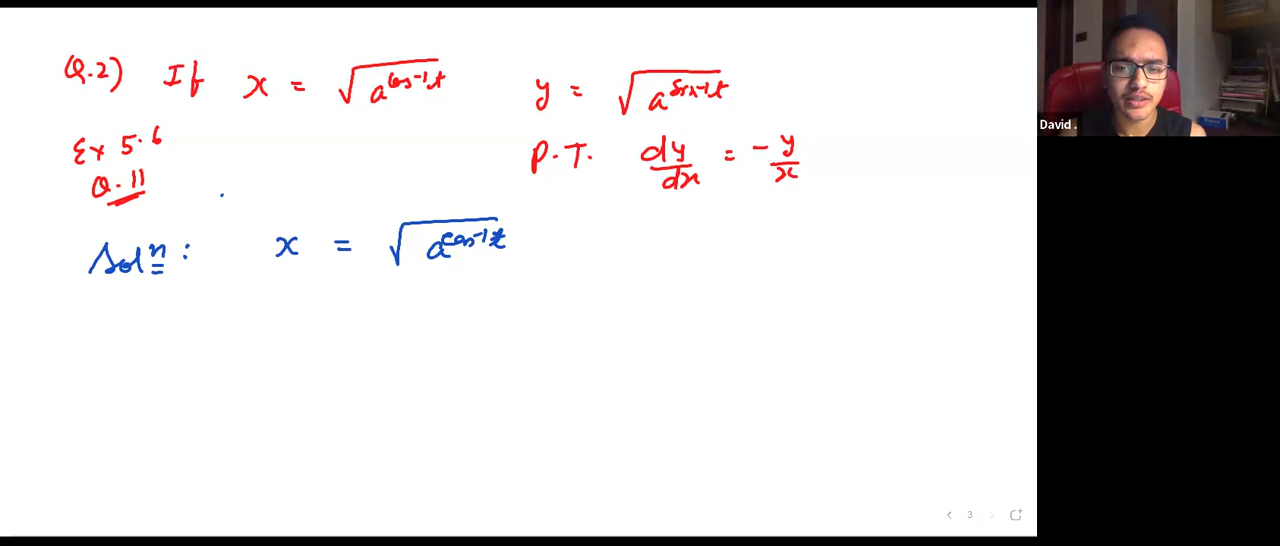 Q.2) If x = √a^cos⁻¹t y = √a^sin⁻¹t
Ex 5.6 P.T. dy/dx = -y/x
Q.11
Solⁿ: x = √a^cos⁻¹t
David .
3